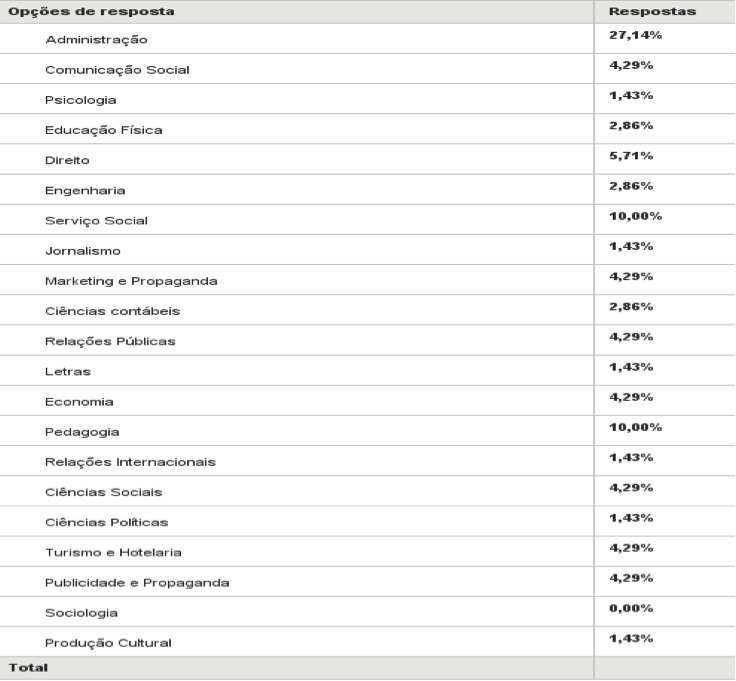 Opções de resposta Respostas
Administração 27,14%
Comunicação Social 4,29%
Psicologia 1,43%
Educação Física 2,86%
Direito 5,71%
Engenharia 2,86%
Serviço Social 10,00%
Jornalismo 1,43%
Marketing e Propaganda 4,29%
Ciências contábeis 2,86%
Relações Públicas 4,29%
Letras 1,43%
Economia 4,29%
Pedagogia 10,00%
Relações Internacionais 1,43%
Ciências Sociais 4,29%
Ciências Políticas 1,43%
Turismo e Hotelaria 4,29%
Publicidade e Propaganda 4,29%
Sociologia 0,00%
Produção Cultural 1,43%
Total